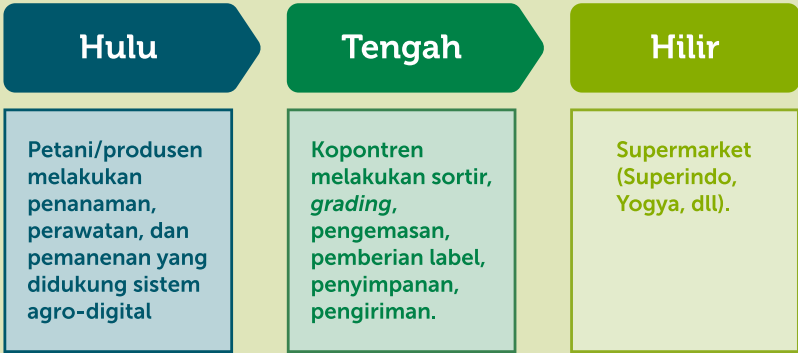 Hulu
Petani/produsen
melakukan
penanaman,
perawatan, dan
pemanenan yang
didukung sistem
agro-digital
Tengah
Kopontren
melakukan sortir,
grading,
pengemasan,
pemberian label,
penyimpanan,
pengiriman.
Hilir
Supermarket
(Superindo,
Yogya, dll).